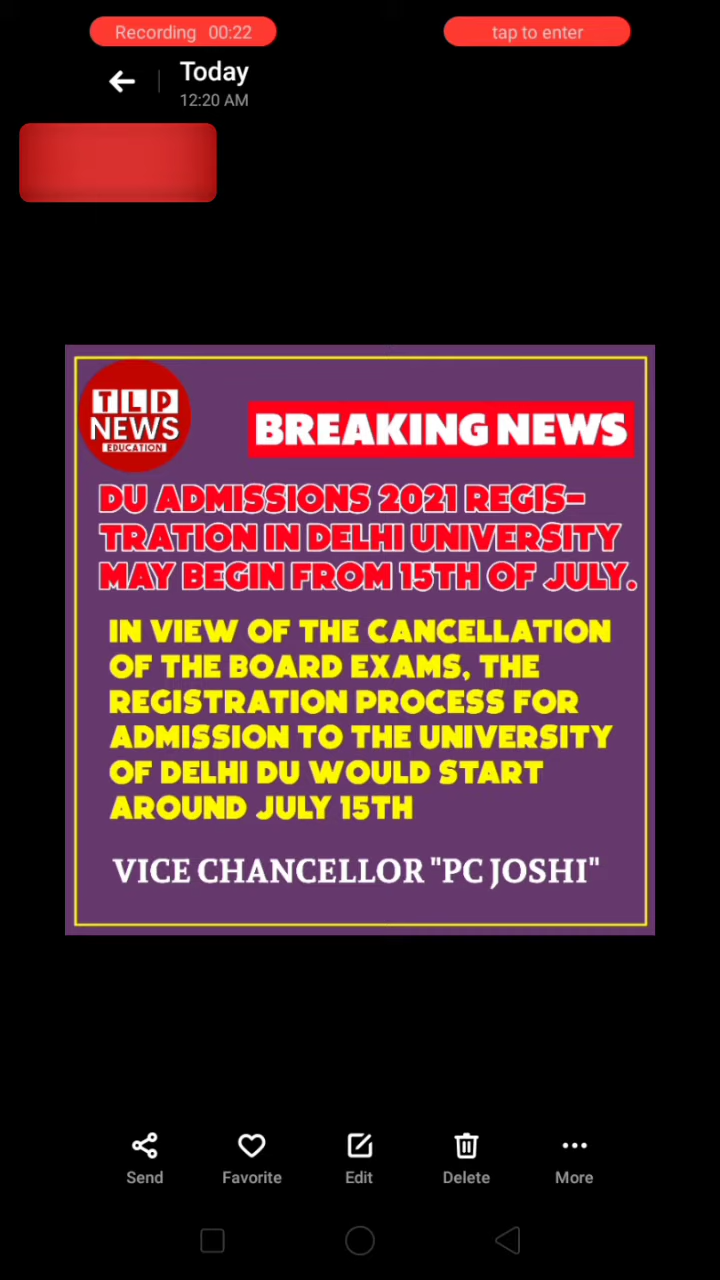 Recording 00:22
tap to enter
Today
12:20 AM
TLP
NEWS
EDUCATION
BREAKING NEWS
DU ADMISSIONS 2021 REGIS-
TRATION IN DELHI UNIVERSITY
MAY BEGIN FROM 15TH OF JULY.
IN VIEW OF THE CANCELLATION
OF THE BOARD EXAMS, THE
REGISTRATION PROCESS FOR
ADMISSION TO THE UNIVERSITY
OF DELHI DU WOULD START
AROUND JULY 15TH
VICE CHANCELLOR "PC JOSHI"
Send
Favorite
Edit
Delete
More